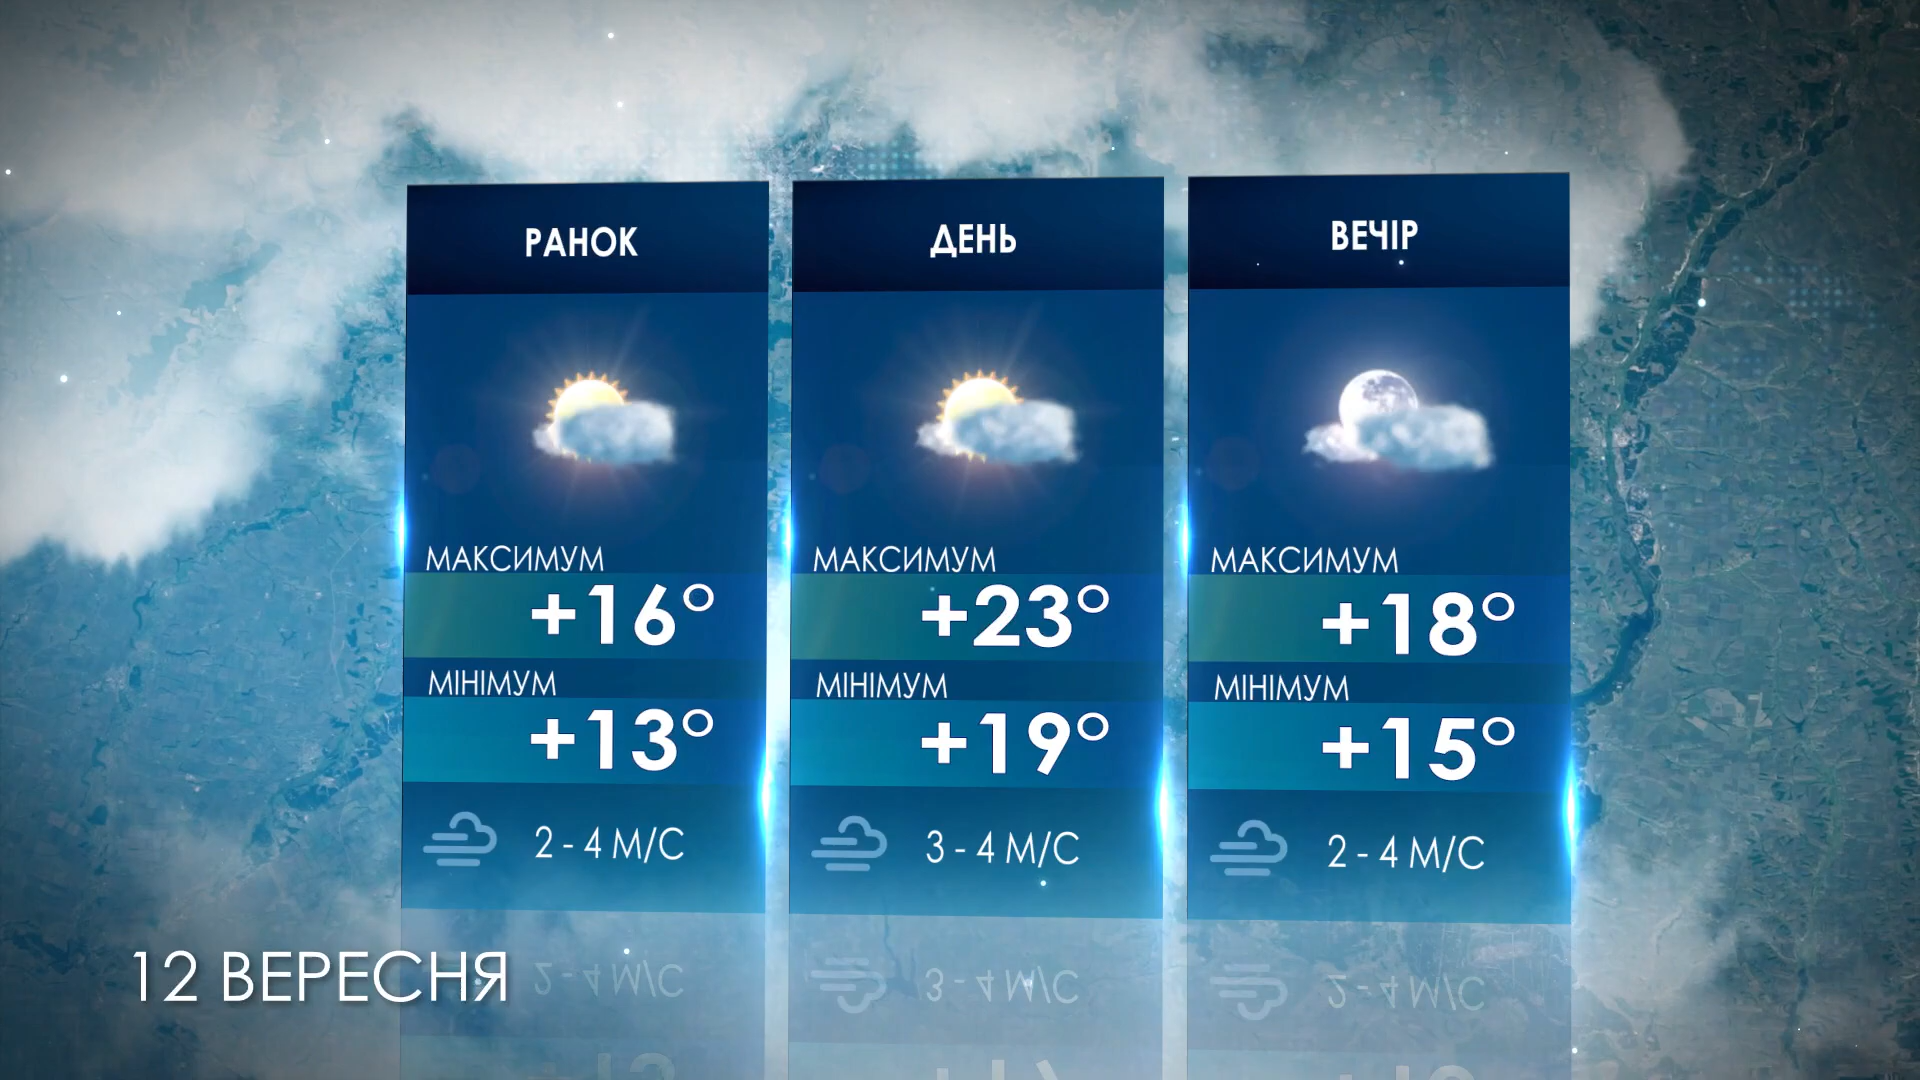 РАНОК
МАКСИМУМ
+16°
МІНІМУМ
+13°
2 - 4 М/С
ДЕНЬ
МАКСИМУМ
+23°
МІНІМУМ
+19°
3 - 4 М/С
ВЕЧІР
МАКСИМУМ
+18°
МІНІМУМ
+15°
2 - 4 М/С
12 ВЕРЕСНЯ